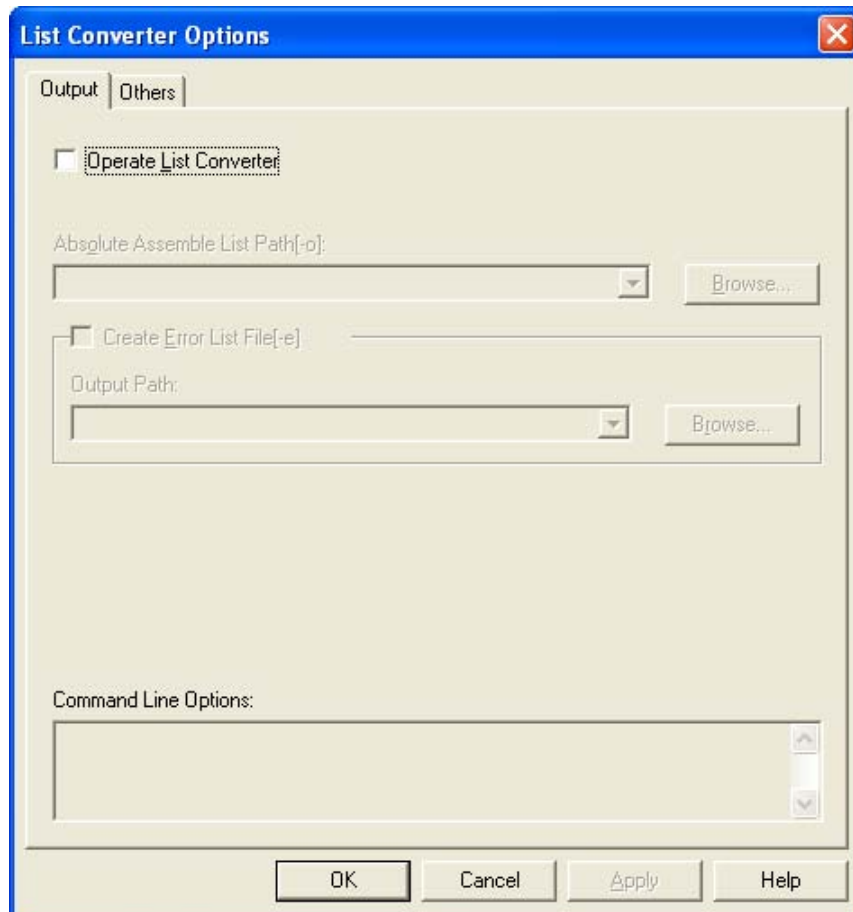 List Converter Options
Output Others
Operate List Converter
Absolute Assemble List Path[-o]:
Browse...
Create Error List File[-e]
Output Path:
Browse...
Command Line Options:
OK Cancel Apply Help